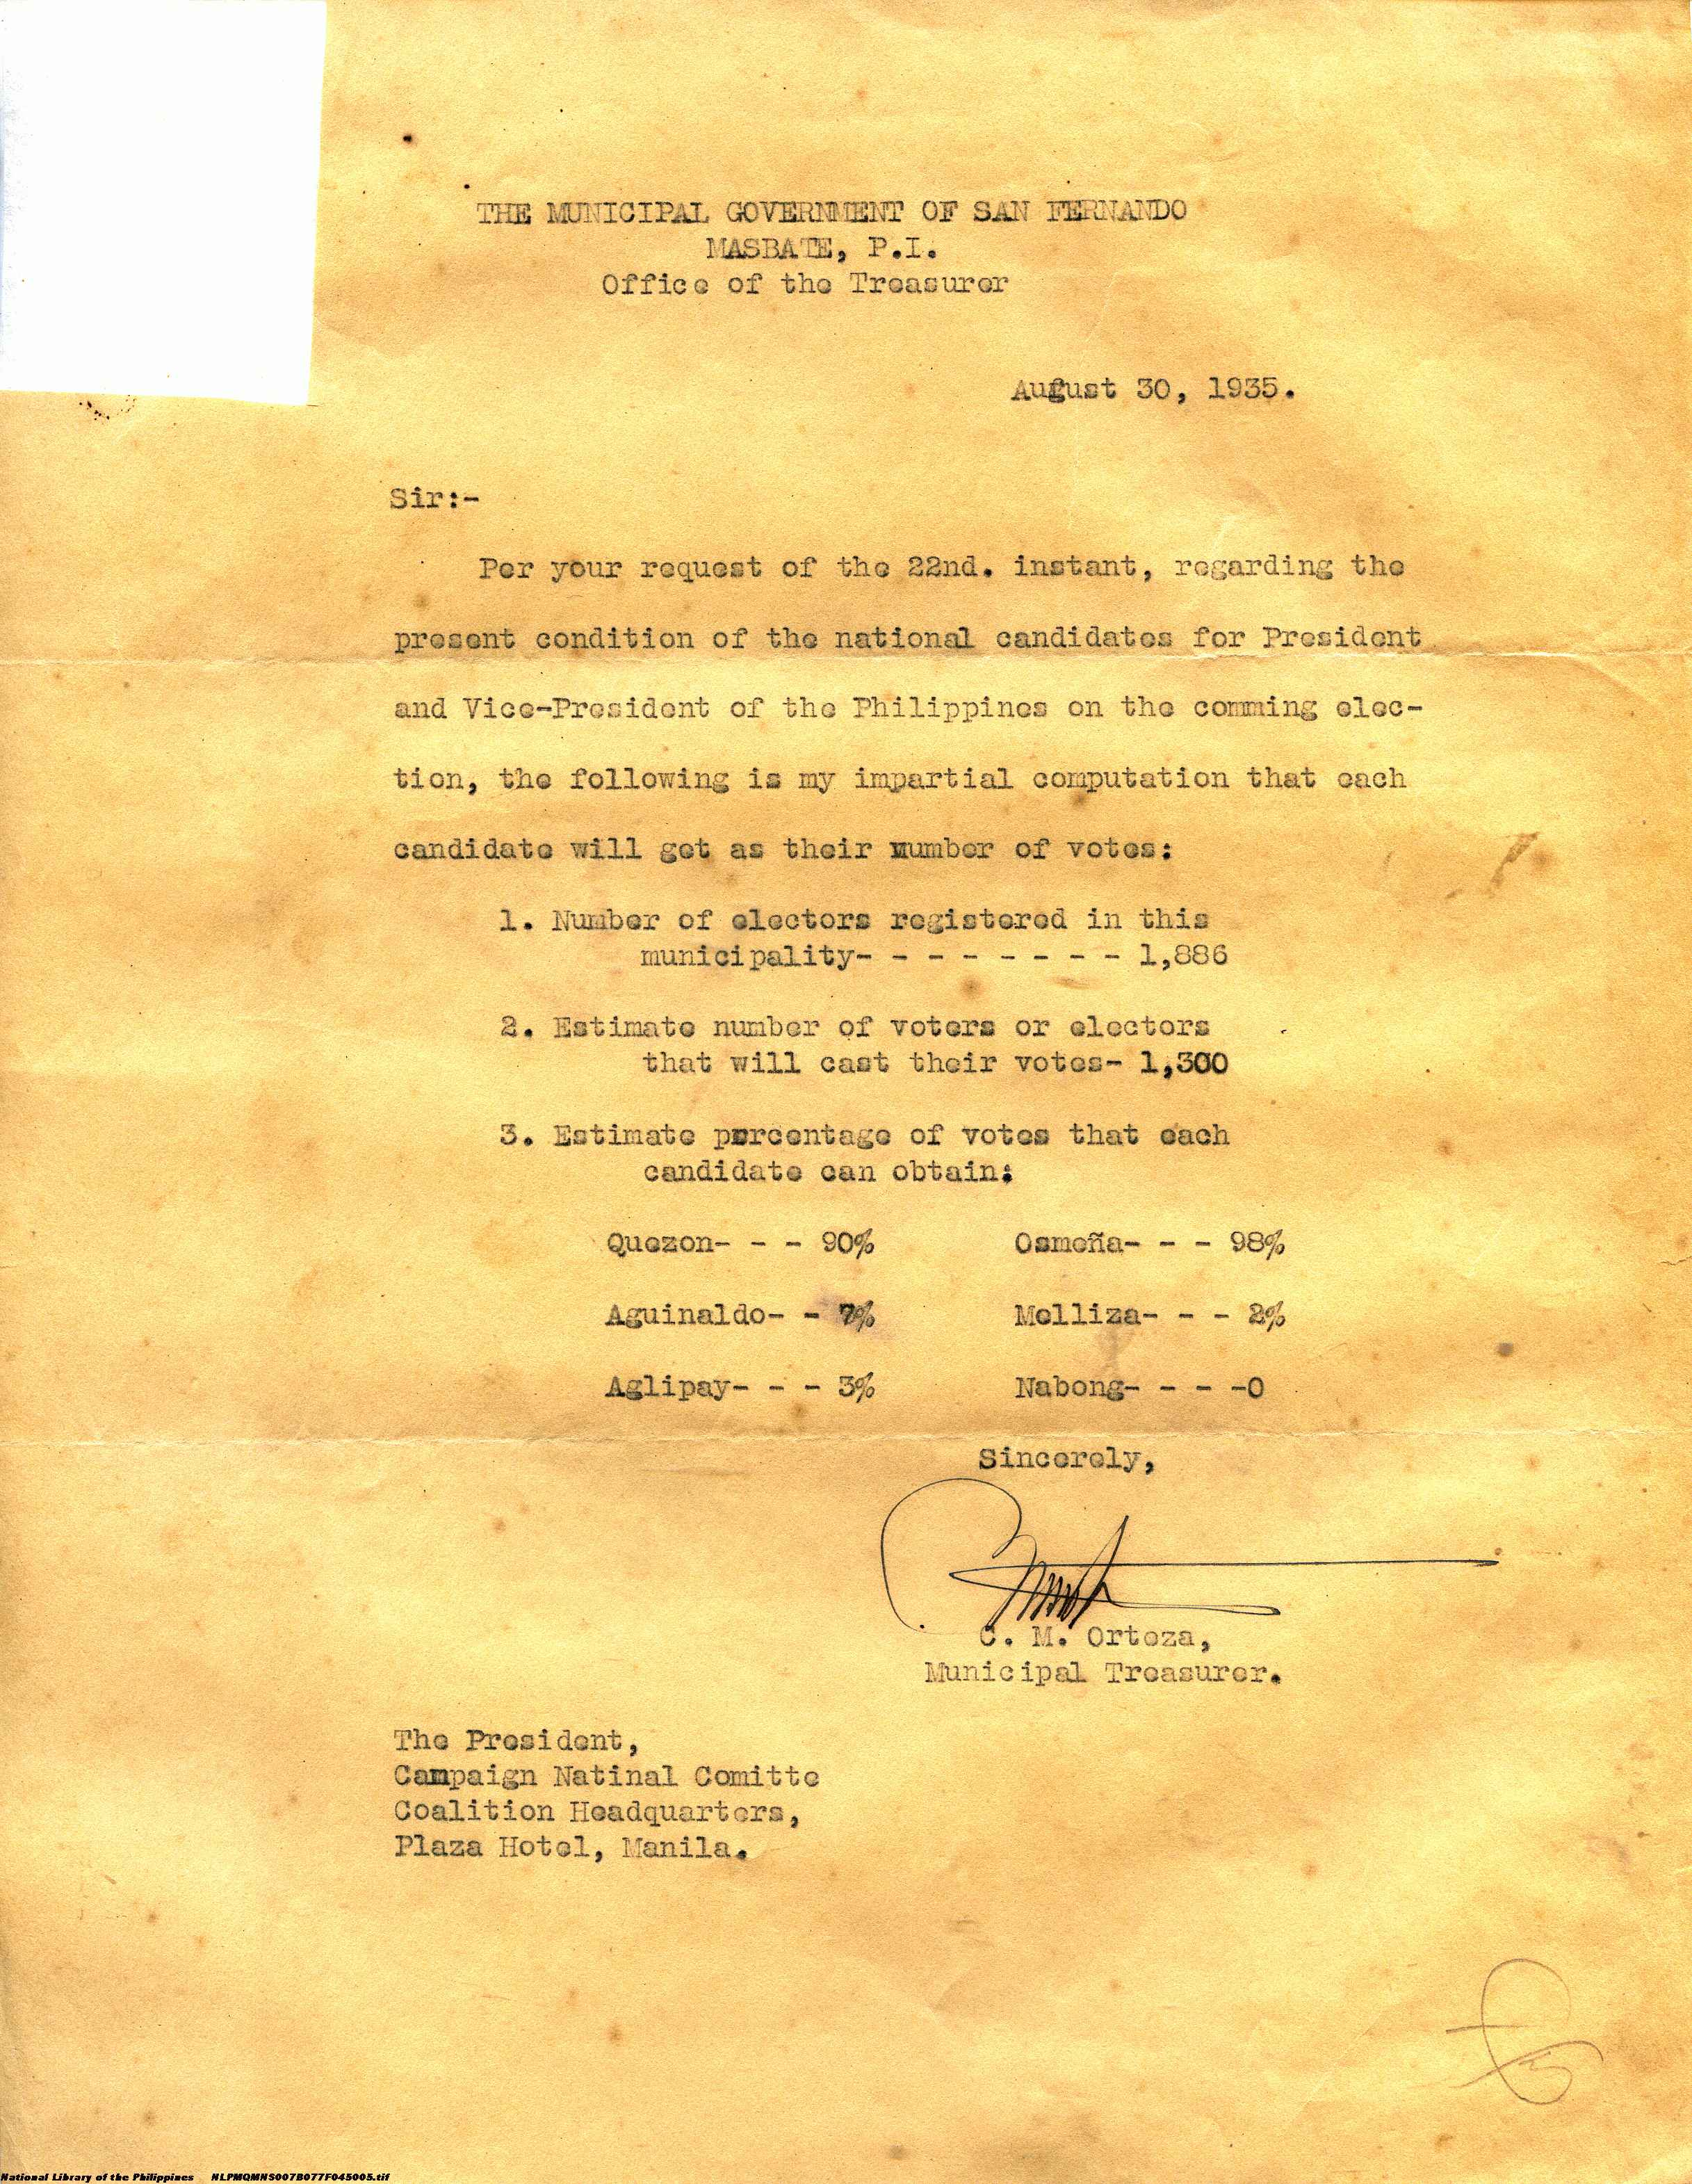 THE MUNICIPAL GOVERNMENT OF SAN FERNANDO
MASBATE, P.I.
Office of the Treasurer
August 30, 1935.
Sir:-
Per your request of the 22nd. instant, regarding the
present condition of the national candidates for President
and Vice-President of the Philippines on the comming elec-
tion, the following is my impartial computation that each
candidate will get as their number of votes:
1. Number of electors registered in this
municipality- - - - - - - - 1,886
2. Estimate number of voters or electors
that will cast their votes- 1,300
3. Estimate percentage of votes that each
candidate can obtain:
Quezon- - - 90% Osmeña- - - 98%
Aguinaldo- - 7% Melliza- - - 2%
Aglipay- - - 3% Nabong- - - -0
Sincerely,
C. M. Orteza,
Municipal Treasurer.
The President,
Campaign Natinal Comitte
Coalition Headquarters,
Plaza Hotel, Manila.
National Library of the Philippines NLPMQMNS007B077F045005.tif